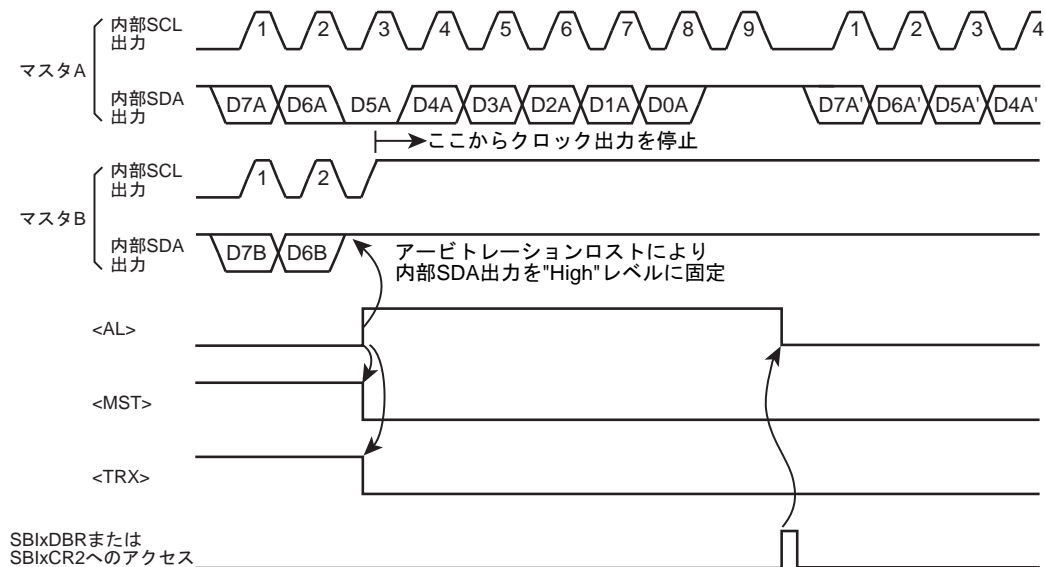 マスタA
内部SCL
出力
1 2 3 4 5 6 7 8 9 1 2 3 4
内部SDA
出力
D7A D6A D5A D4A D3A D2A D1A D0A D7A' D6A' D5A' D4A'
ここからクロック出力を停止
マスタB
内部SCL
出力
1 2
内部SDA
出力
D7B D6B
アービトレーションロストにより
内部SDA出力を"High"レベルに固定
<AL>
<MST>
<TRX>
SBIxDBRまたは
SBIxCR2へのアクセス